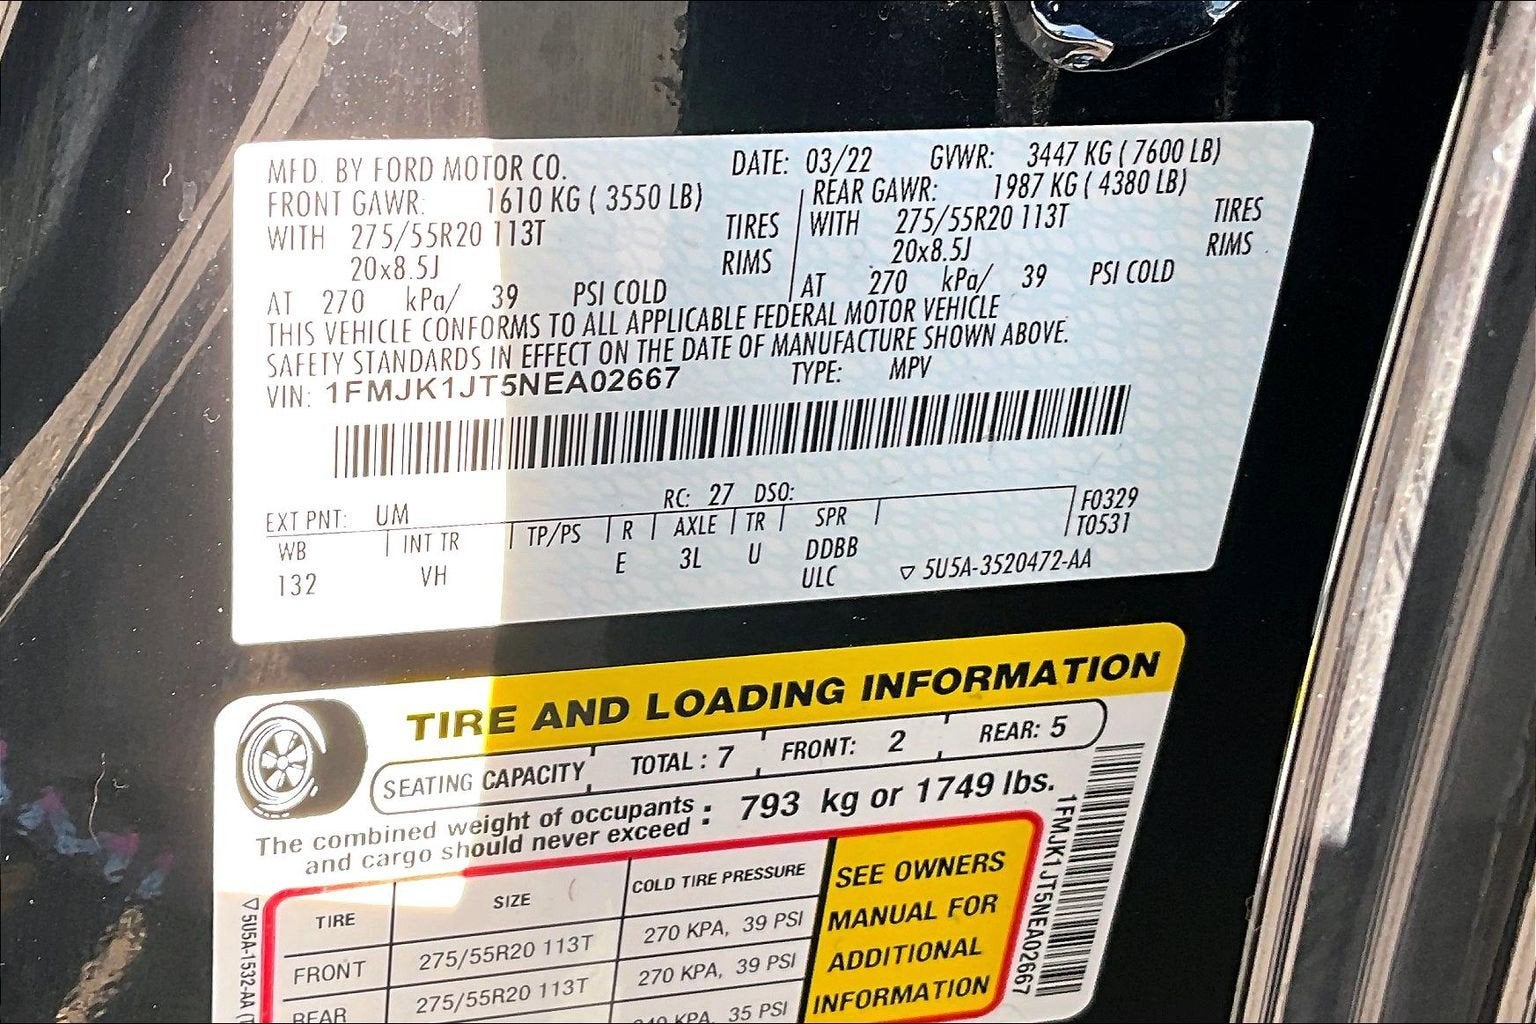 MFD. BY FORD MOTOR CO. DATE: 03/22 GVWR: 3447 KG ( 7600 LB)
FRONT GAWR: 1610 KG ( 3550 LB) REAR GAWR: 1987 KG ( 4380 LB)
WITH 275/55R20 113T TIRES WITH 275/55R20 113T TIRES
20x8.5J RIMS 20x8.5J RIMS
AT 270 kPa/ 39 PSI COLD AT 270 kPa/ 39 PSI COLD
THIS VEHICLE CONFORMS TO ALL APPLICABLE FEDERAL MOTOR VEHICLE
SAFETY STANDARDS IN EFFECT ON THE DATE OF MANUFACTURE SHOWN ABOVE.
VIN: 1FMJK1JT5NEA02667 TYPE: MPV
EXT PNT: UM RC: 27 DSO: F0329
WB INT TR TP/PS R AXLE TR SPR T0531
132 VH E 3L U DDBB
ULC ▽ 5U5A-3520472-AA
TIRE AND LOADING INFORMATION
SEATING CAPACITY TOTAL : 7 FRONT: 2 REAR: 5
The combined weight of occupants
and cargo should never exceed : 793 kg or 1749 lbs.
TIRE SIZE COLD TIRE PRESSURE
FRONT 275/55R20 113T 270 KPA, 39 PSI
REAR 275/55R20 113T 270 KPA, 39 PSI
KPA, 35 PSI
SEE OWNERS
MANUAL FOR
ADDITIONAL
INFORMATION
1FMJK1JT5NEA02667
▽5U5A-1532-AA